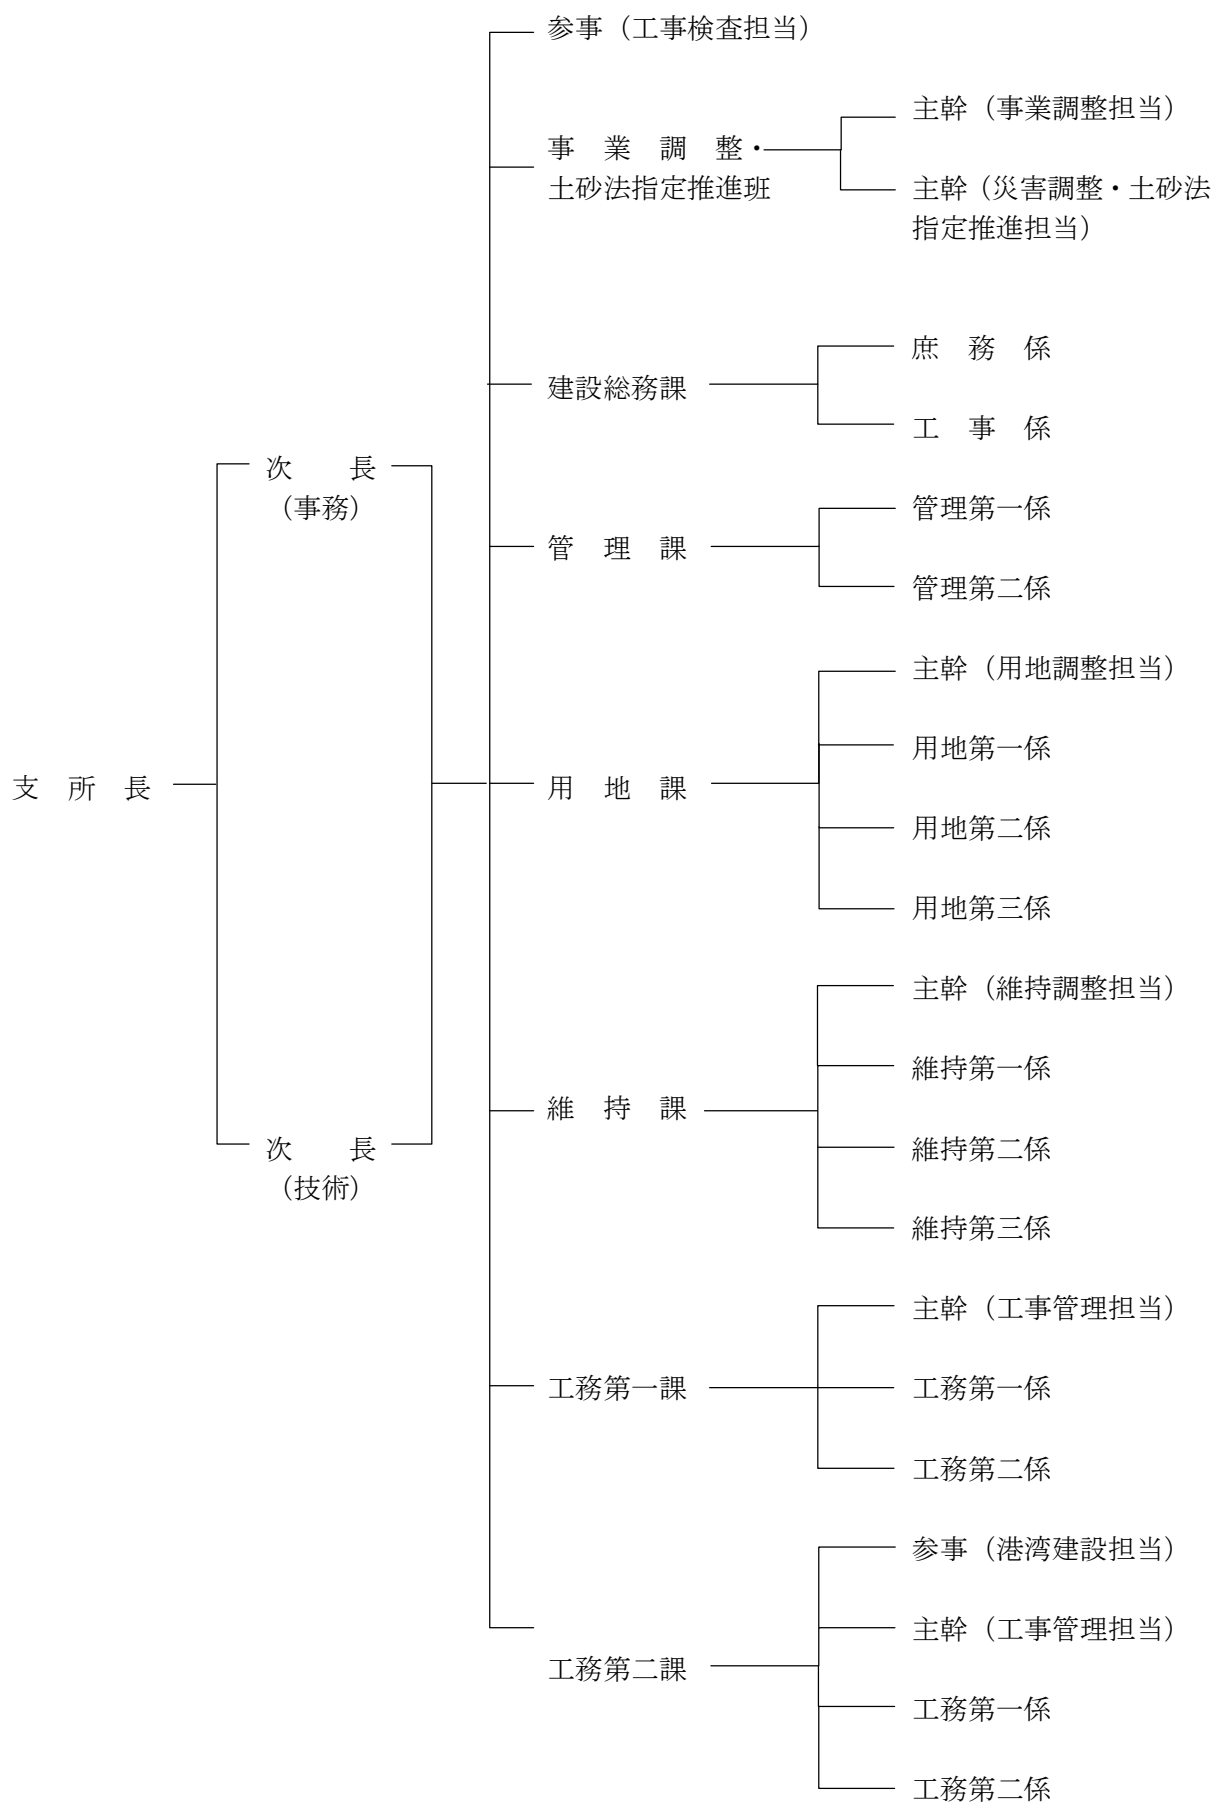 参事（工事検査担当）
主幹（事業調整担当）
事　業　調　整・
土砂法指定推進班
主幹（災害調整・土砂法
指定推進担当）
庶　務　係
建設総務課
工　事　係
次　　長
（事務）
管理第一係
管　理　課
管理第二係
主幹（用地調整担当）
用地第一係
支　所　長
用　地　課
用地第二係
用地第三係
主幹（維持調整担当）
維持第一係
維　持　課
次　　長
（技術）
維持第二係
維持第三係
主幹（工事管理担当）
工務第一課
工務第一係
工務第二係
参事（港湾建設担当）
主幹（工事管理担当）
工務第二課
工務第一係
工務第二係